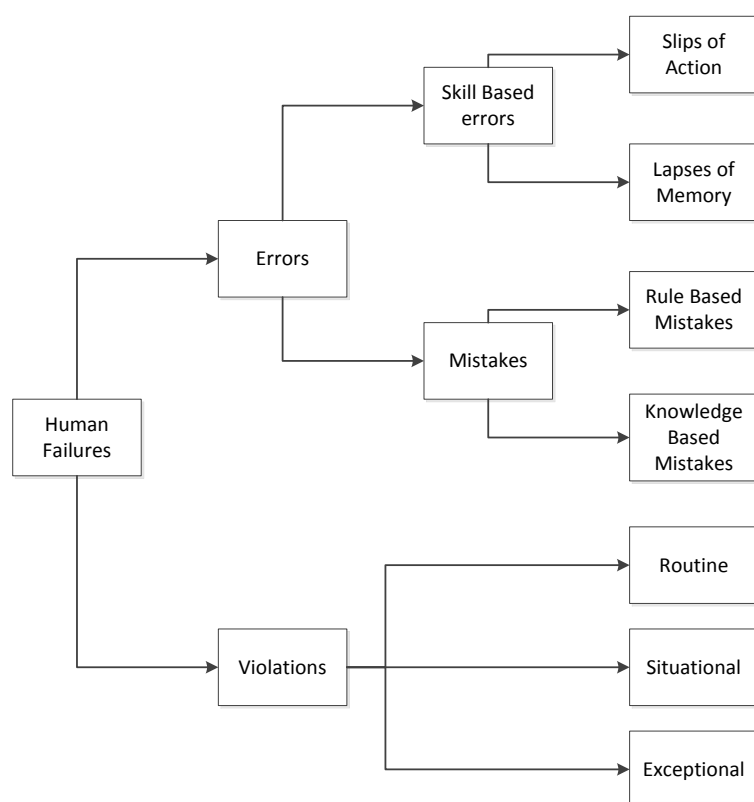 Slips of
Action
Skill Based
errors
Lapses of
Memory
Errors
Rule Based
Mistakes
Mistakes
Human
Failures
Knowledge
Based
Mistakes
Routine
Violations
Situational
Exceptional